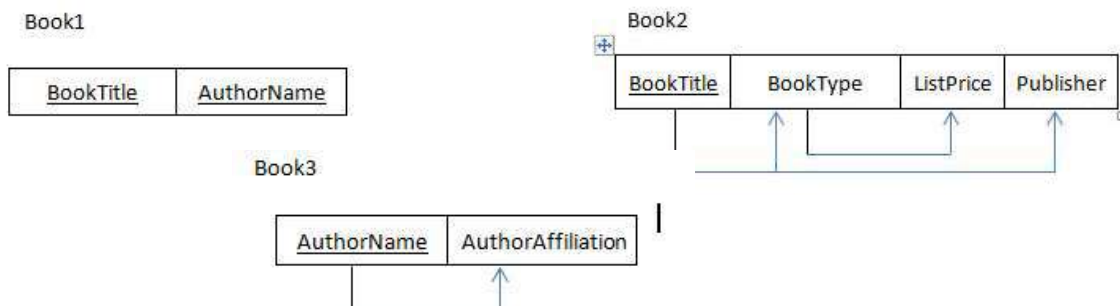 Book1
BookTitle AuthorName
Book2
BookTitle BookType ListPrice Publisher
Book3
AuthorName AuthorAffiliation